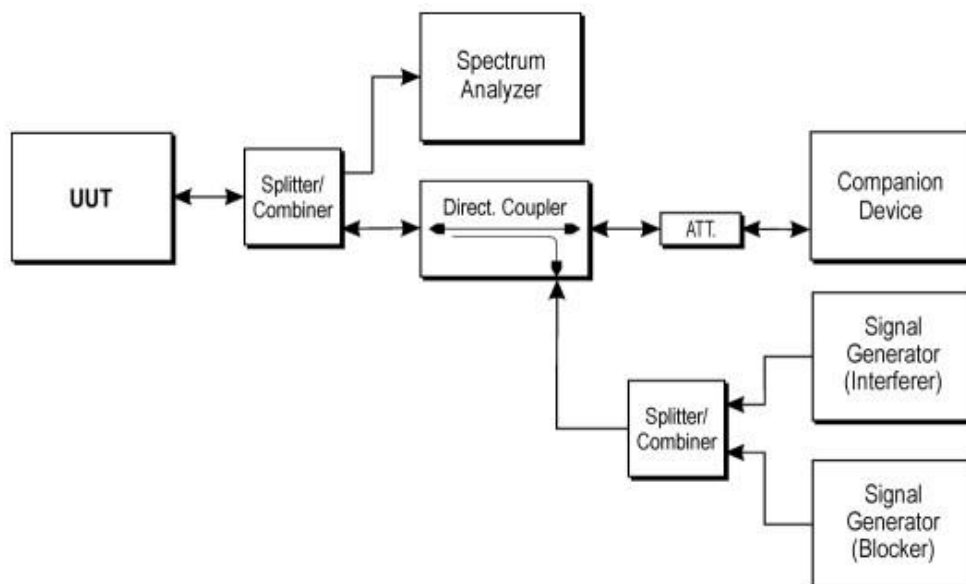 Spectrum
Analyzer
UUT
Splitter/
Combiner
Direct. Coupler
ATT.
Companion
Device
Signal
Generator
(Interferer)
Splitter/
Combiner
Signal
Generator
(Blocker)